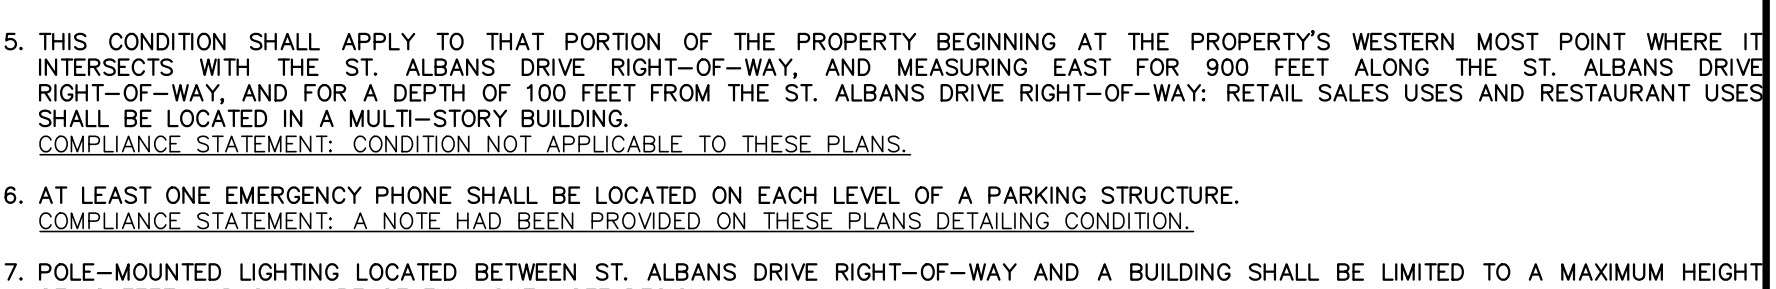 5. THIS CONDITION SHALL APPLY TO THAT PORTION OF THE PROPERTY BEGINNING AT THE PROPERTY'S WESTERN MOST POINT WHERE IT
INTERSECTS WITH THE ST. ALBANS DRIVE RIGHT-OF-WAY, AND MEASURING EAST FOR 900 FEET ALONG THE ST. ALBANS DRIVE
RIGHT-OF-WAY, AND FOR A DEPTH OF 100 FEET FROM THE ST. ALBANS DRIVE RIGHT-OF-WAY: RETAIL SALES USES AND RESTAURANT USES
SHALL BE LOCATED IN A MULTI-STORY BUILDING.
COMPLIANCE STATEMENT: CONDITION NOT APPLICABLE TO THESE PLANS.
6. AT LEAST ONE EMERGENCY PHONE SHALL BE LOCATED ON EACH LEVEL OF A PARKING STRUCTURE.
COMPLIANCE STATEMENT: A NOTE HAD BEEN PROVIDED ON THESE PLANS DETAILING CONDITION.
7. POLE-MOUNTED LIGHTING LOCATED BETWEEN ST. ALBANS DRIVE RIGHT-OF-WAY AND A BUILDING SHALL BE LIMITED TO A MAXIMUM HEIGHT